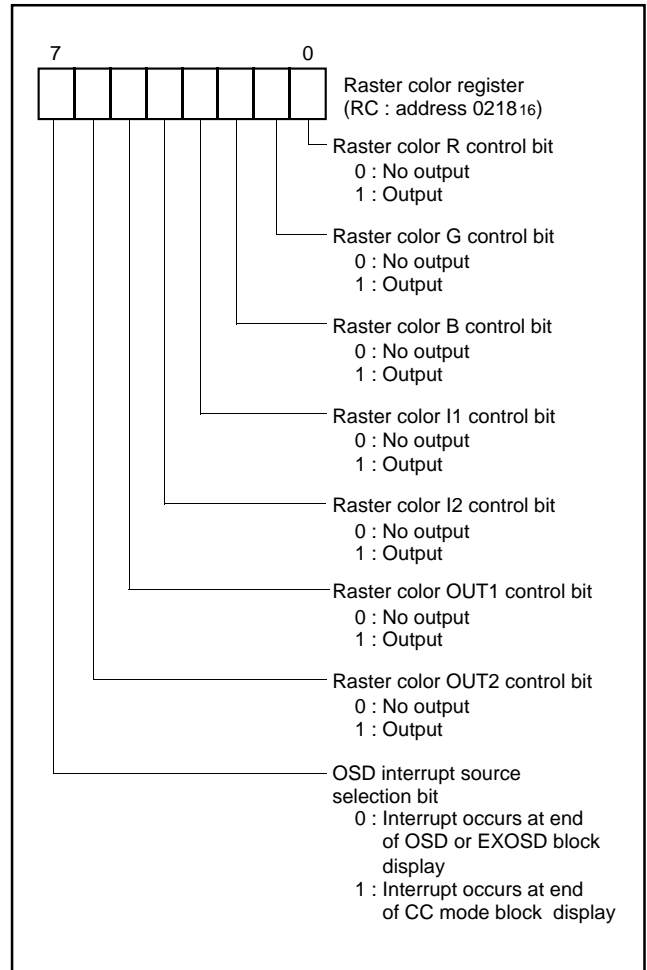 7 0
Raster color register
(RC : address 021816)
Raster color R control bit
0 : No output
1 : Output
Raster color G control bit
0 : No output
1 : Output
Raster color B control bit
0 : No output
1 : Output
Raster color I1 control bit
0 : No output
1 : Output
Raster color I2 control bit
0 : No output
1 : Output
Raster color OUT1 control bit
0 : No output
1 : Output
Raster color OUT2 control bit
0 : No output
1 : Output
OSD interrupt source
selection bit
0 : Interrupt occurs at end
of OSD or EXOSD block
display
1 : Interrupt occurs at end
of CC mode block display